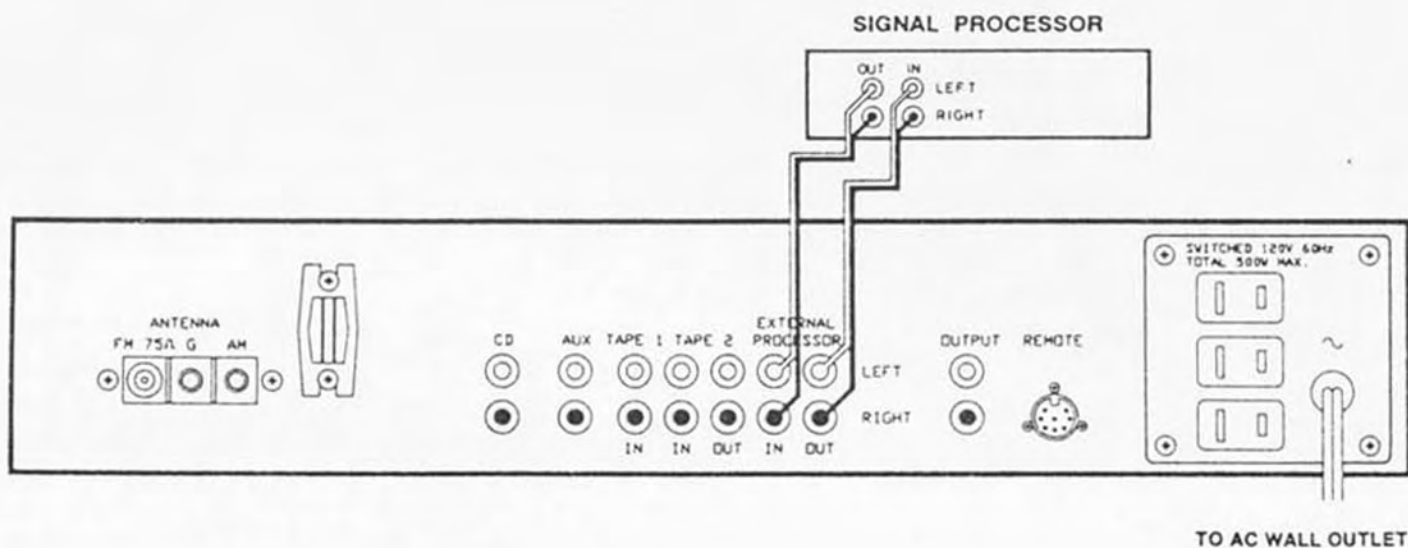 SIGNAL PROCESSOR
OUT IN
LEFT
RIGHT
SWITCHED 120V 60Hz
TOTAL 500W MAX.
ANTENNA
FM 75Ω G AM
CD AUX TAPE 1 TAPE 2 EXTERNAL PROCESSOR OUTPUT REMOTE
LEFT
RIGHT
IN IN OUT IN OUT
~
TO AC WALL OUTLET